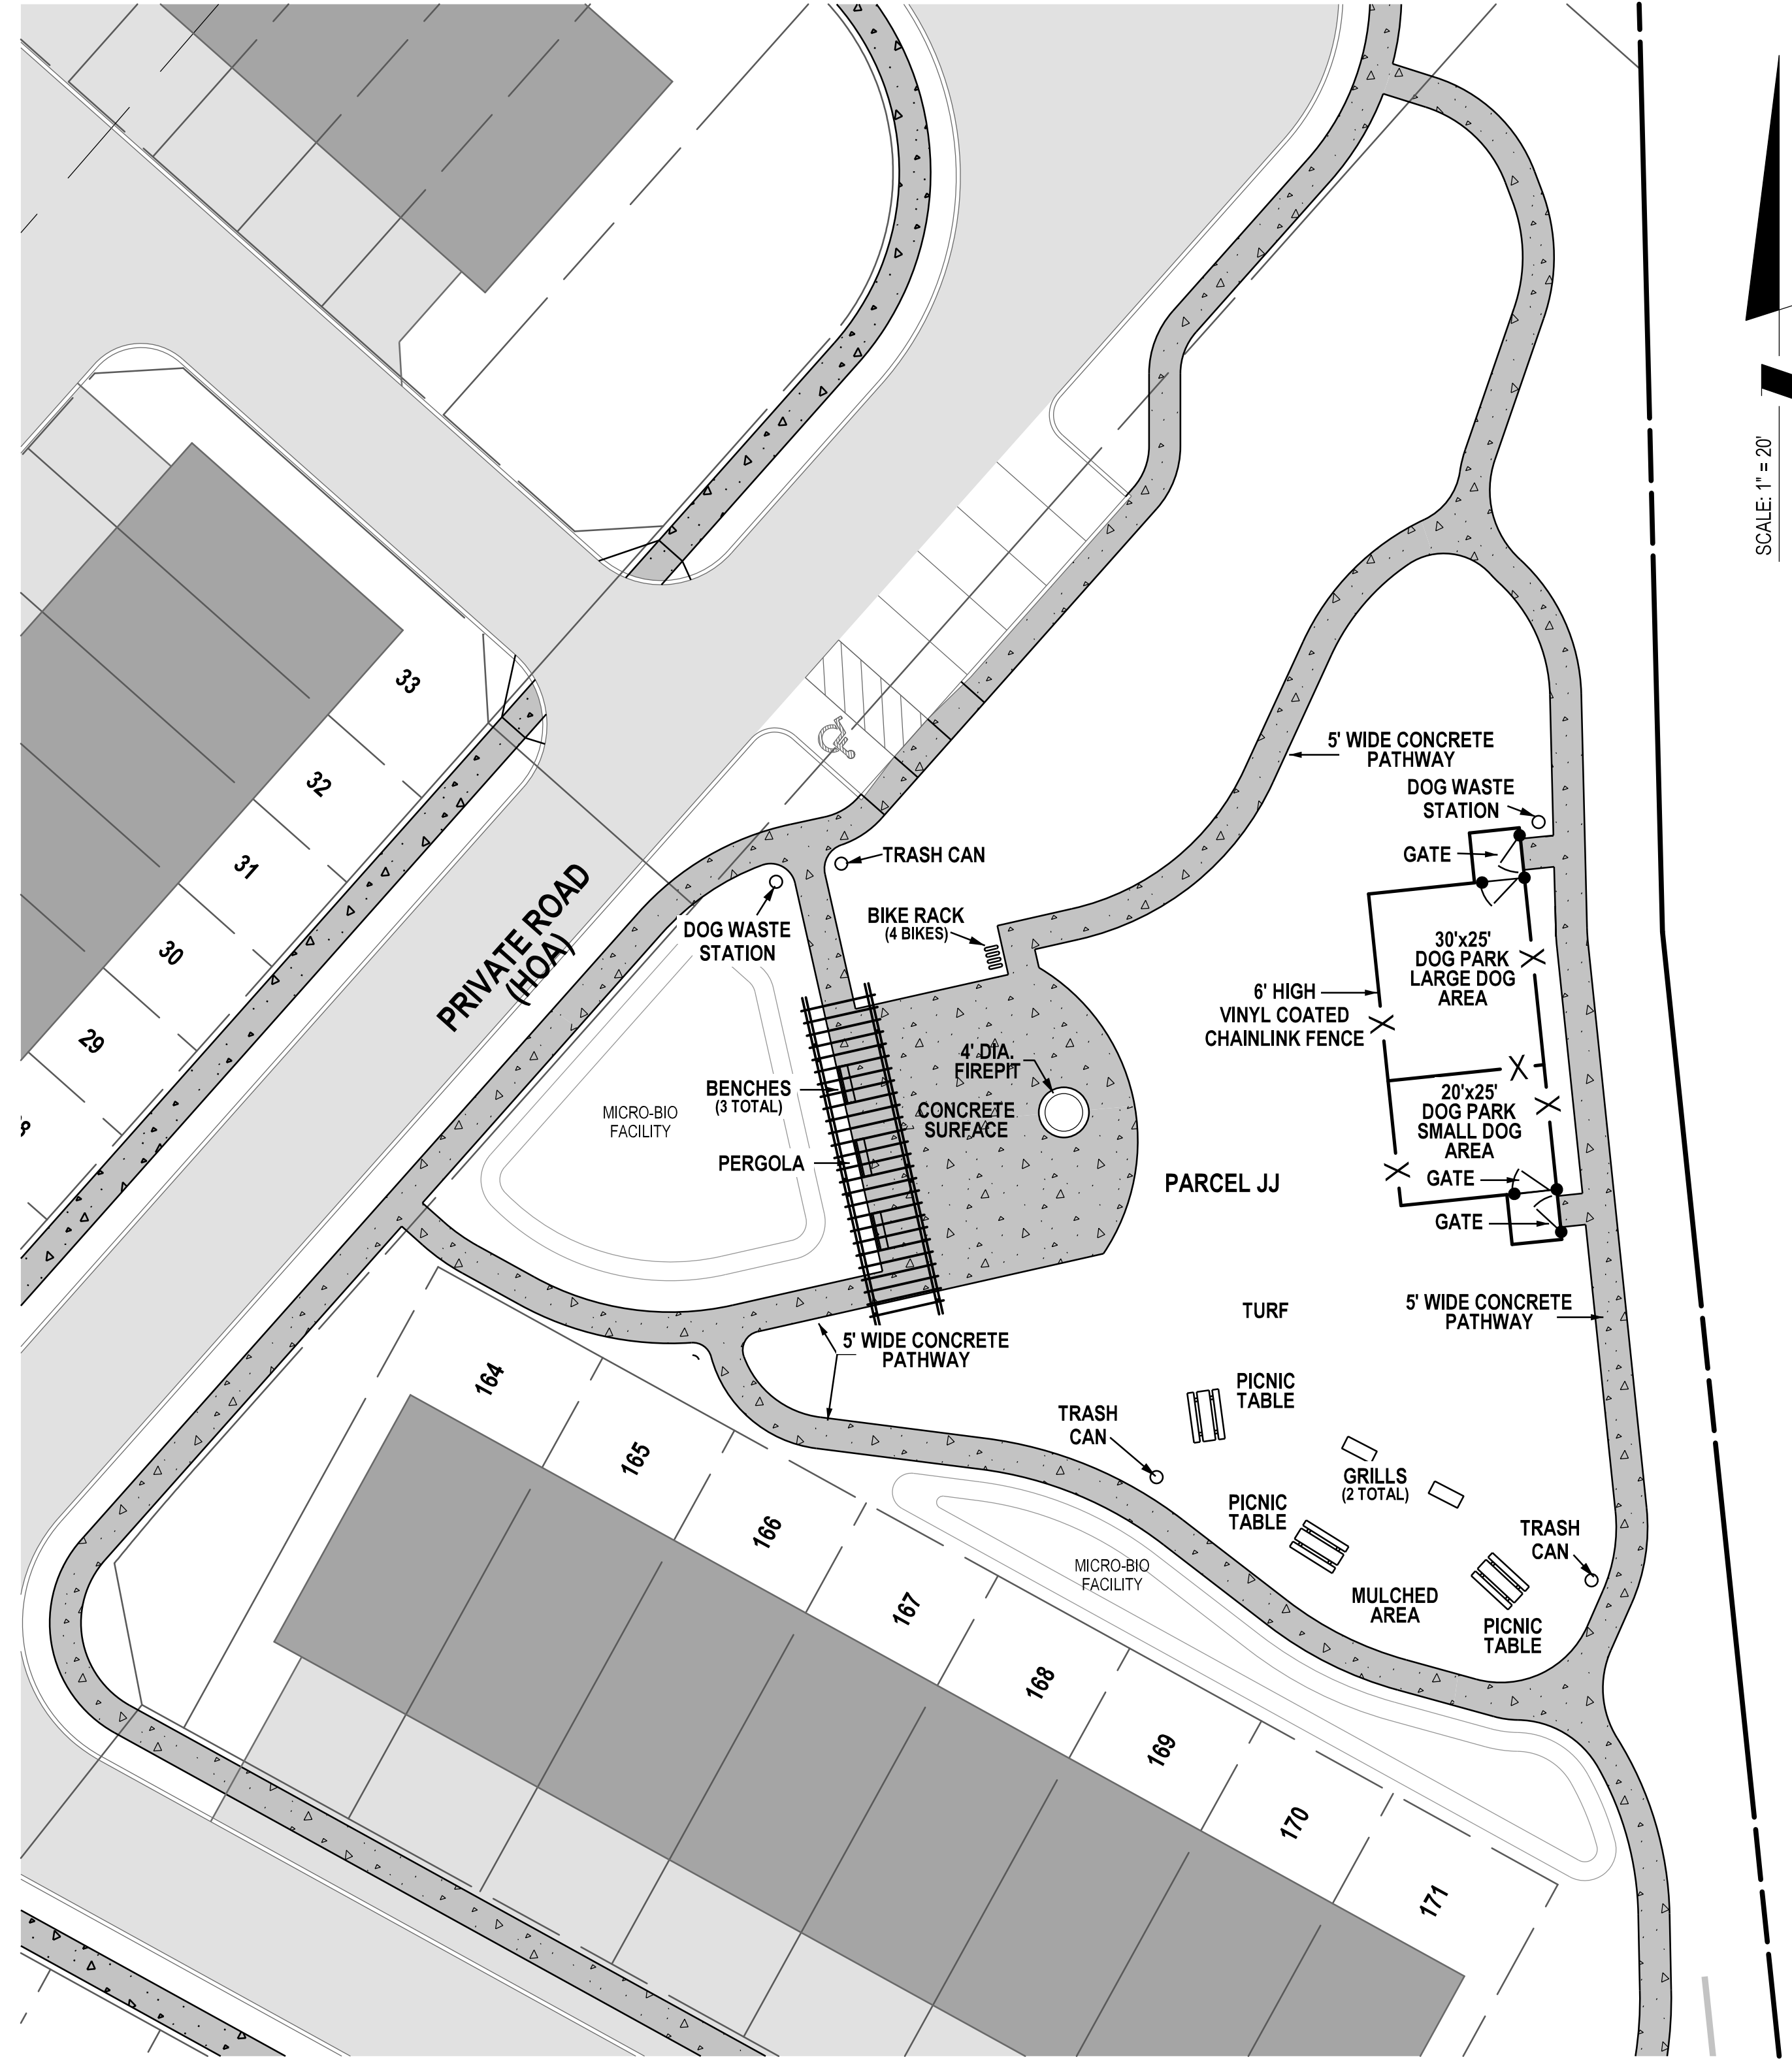 SCALE: 1" = 20'
33
32
31
30
29
PRIVATE ROAD
(HOA)
5' WIDE CONCRETE
PATHWAY
DOG WASTE
STATION
GATE
TRASH CAN
DOG WASTE
STATION
BIKE RACK
(4 BIKES)
30'x25'
DOG PARK
LARGE DOG
AREA
6' HIGH
VINYL COATED
CHAINLINK FENCE
4' DIA.
FIREPIT
BENCHES
(3 TOTAL)
CONCRETE
SURFACE
MICRO-BIO
FACILITY
PERGOLA
20'x25'
DOG PARK
SMALL DOG
AREA
GATE
GATE
PARCEL JJ
TURF
5' WIDE CONCRETE
PATHWAY
5' WIDE CONCRETE
PATHWAY
PICNIC
TABLE
TRASH
CAN
GRILLS
(2 TOTAL)
PICNIC
TABLE
TRASH
CAN
MICRO-BIO
FACILITY
MULCHED
AREA
PICNIC
TABLE
164
165
166
167
168
169
170
171